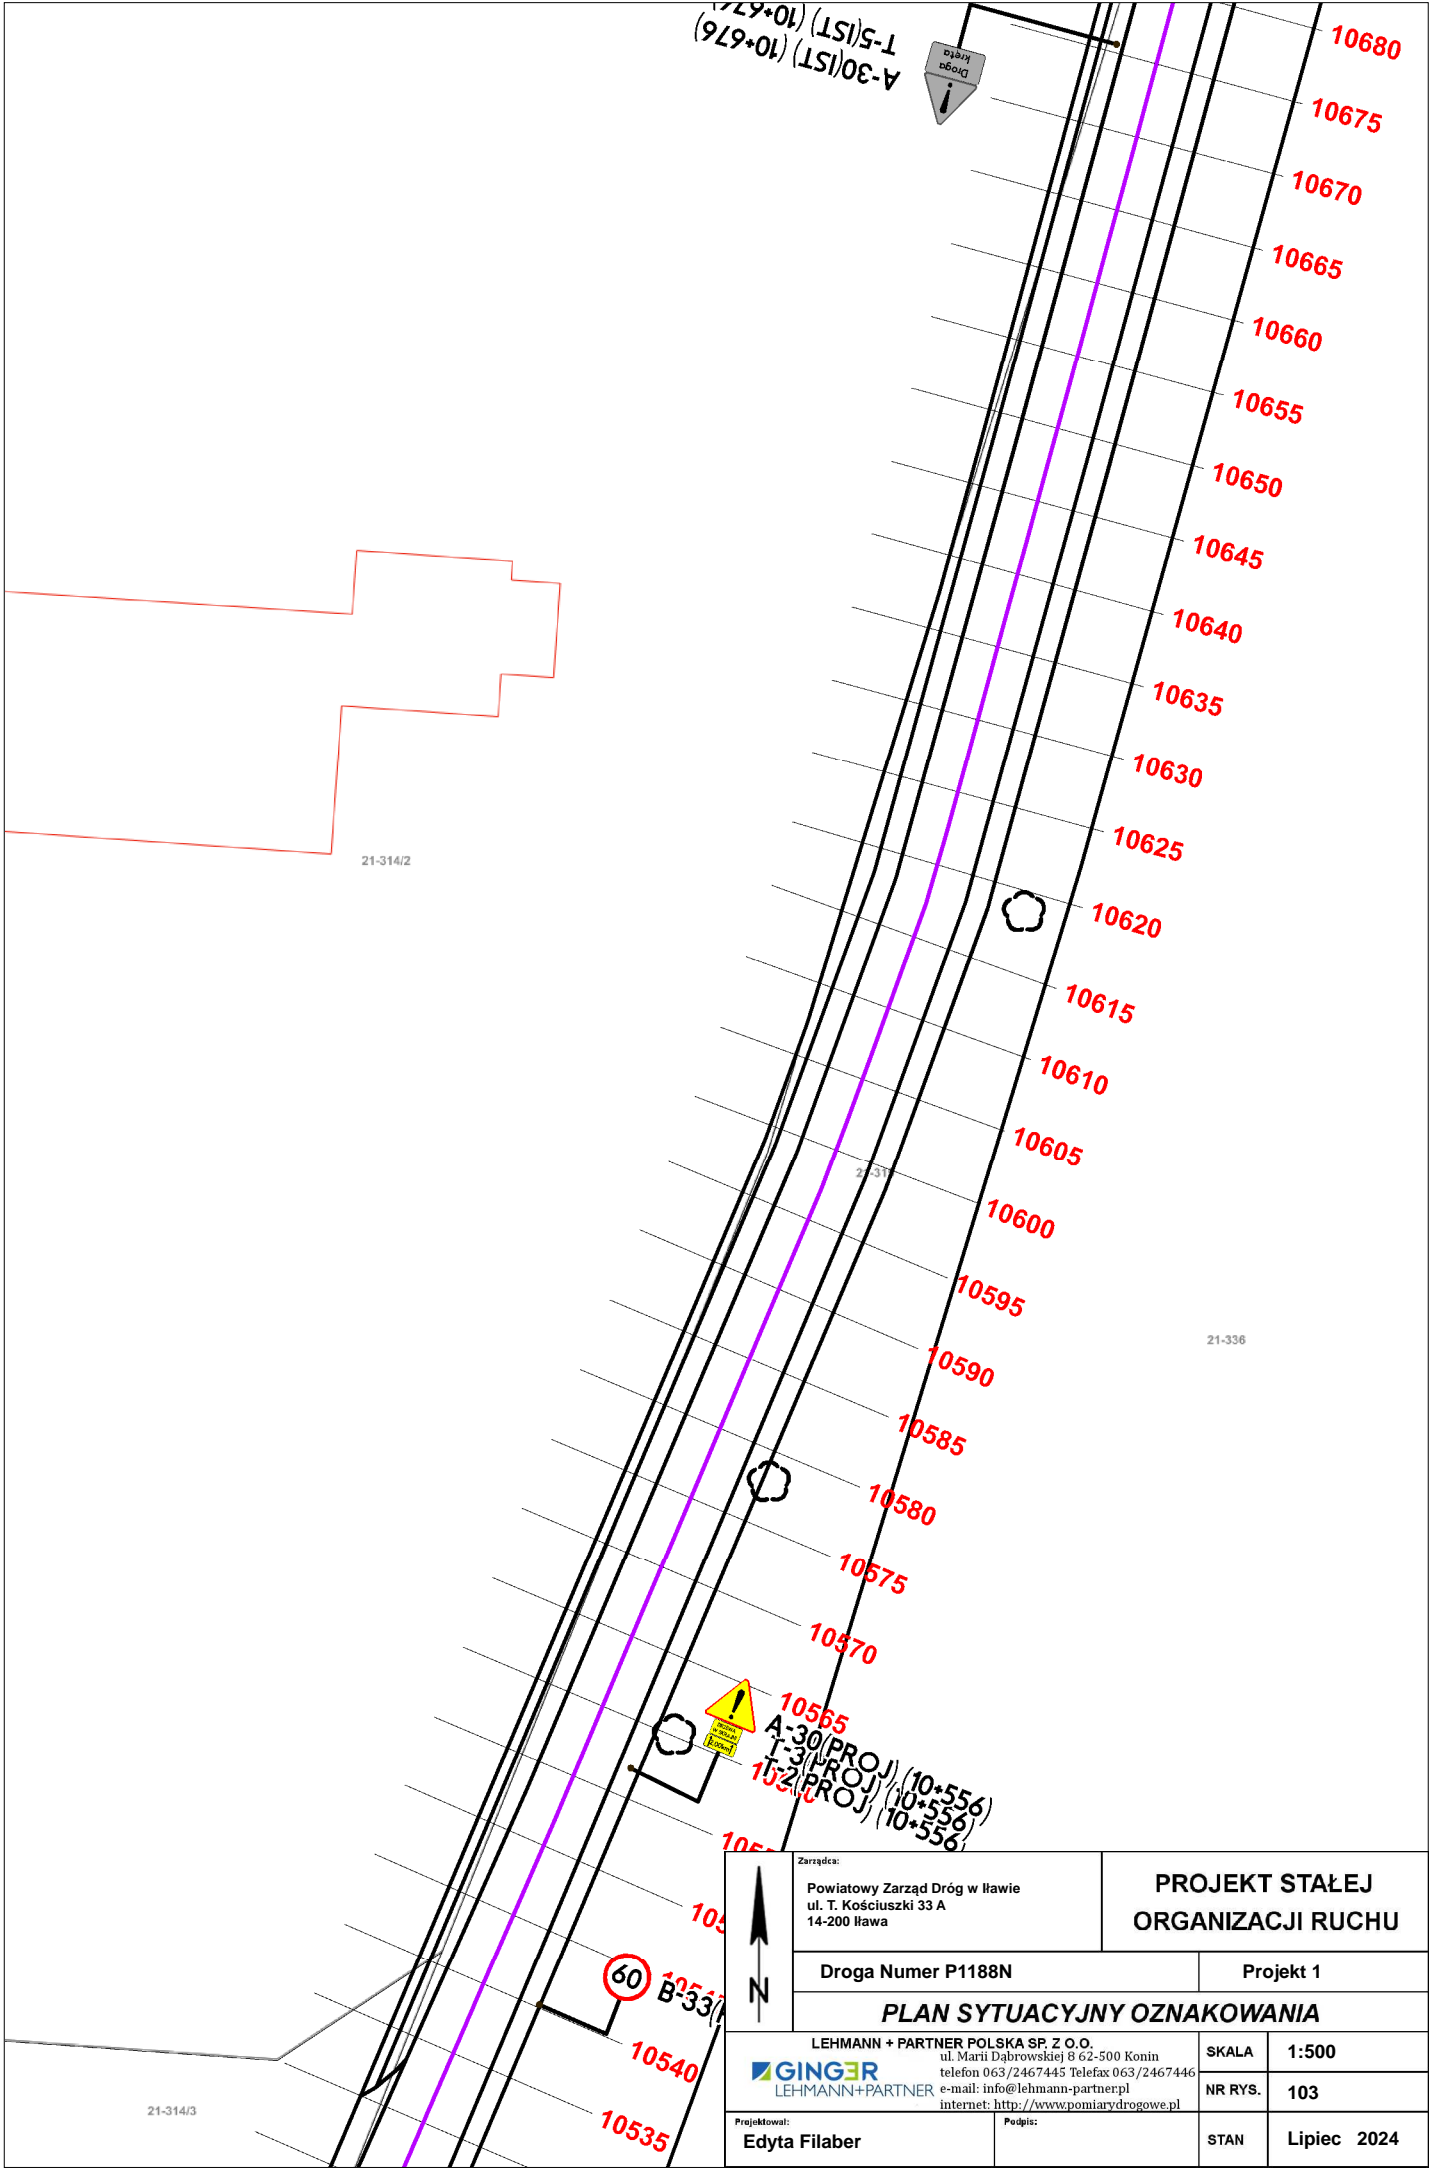 T-5(IST) (10+676)
A-30(IST) (10+676)
Droga
kręta
10680
10675
10670
10665
10660
10655
10650
10645
10640
10635
10630
10625
21-314/2
10620
10615
10610
10605
10600
10595
21-336
10590
10585
10580
10575
10570
10565
A-30(PROJ) (10+556)
T-3(PROJ) (10+556)
T-2(PROJ) (10+556)
60
B-33(
10540
10535
21-314/3
Zarządca:
Powiatowy Zarząd Dróg w Iławie
ul. T. Kościuszki 33 A
14-200 Iława
PROJEKT STAŁEJ
ORGANIZACJI RUCHU
N
Droga Numer P1188N
Projekt 1
PLAN SYTUACYJNY OZNAKOWANIA
LEHMANN + PARTNER POLSKA SP. Z O.O.
GINGER
LEHMANN+PARTNER
ul. Marii Dąbrowskiej 8 62-500 Konin
telefon 063/2467445 Telefax 063/2467446
e-mail: info@lehmann-partner.pl
internet: http://www.pomiarydrogowe.pl
SKALA 1:500
NR RYS. 103
Projektował:
Edyta Filaber
Podpis:
STAN Lipiec 2024